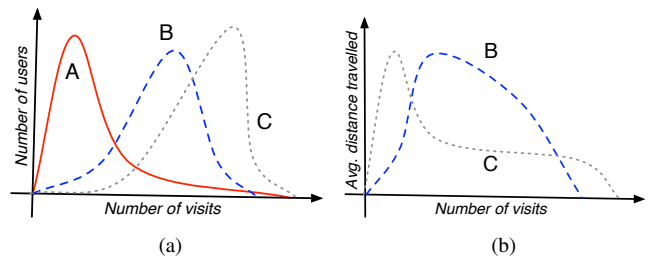 Number of users
A
B
C
Number of visits
(a)
Avg. distance travelled
B
C
Number of visits
(b)